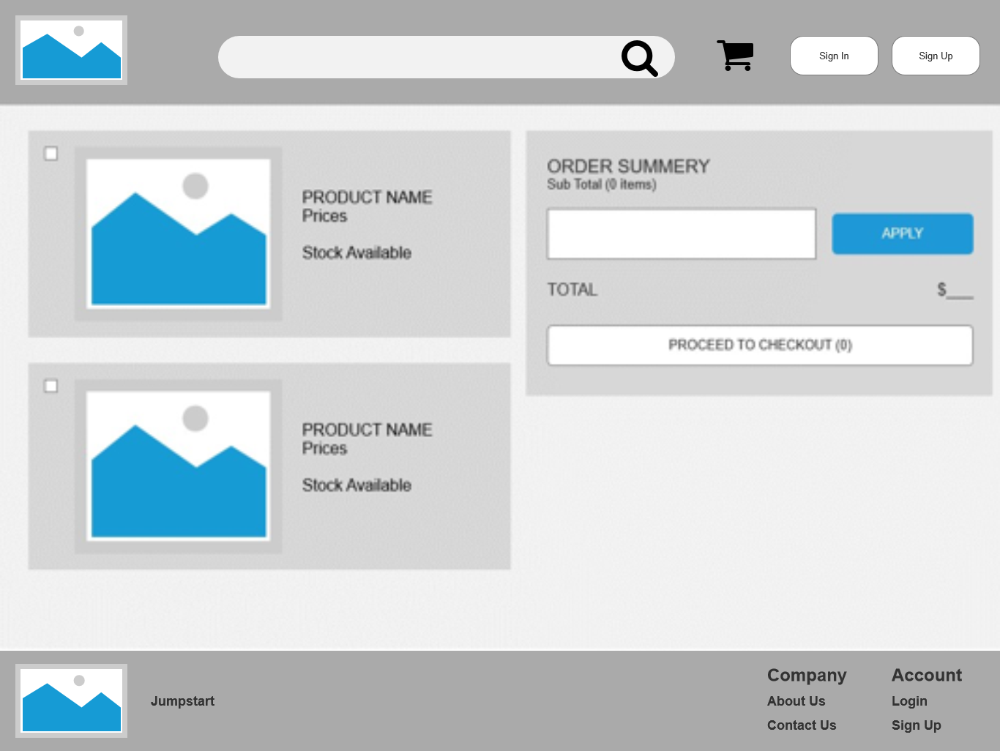 Sign In
Sign Up
PRODUCT NAME
Prices
Stock Available
ORDER SUMMERY
Sub Total (0 items)
APPLY
TOTAL
$___
PROCEED TO CHECKOUT (0)
PRODUCT NAME
Prices
Stock Available
Jumpstart
Company
About Us
Contact Us
Account
Login
Sign Up